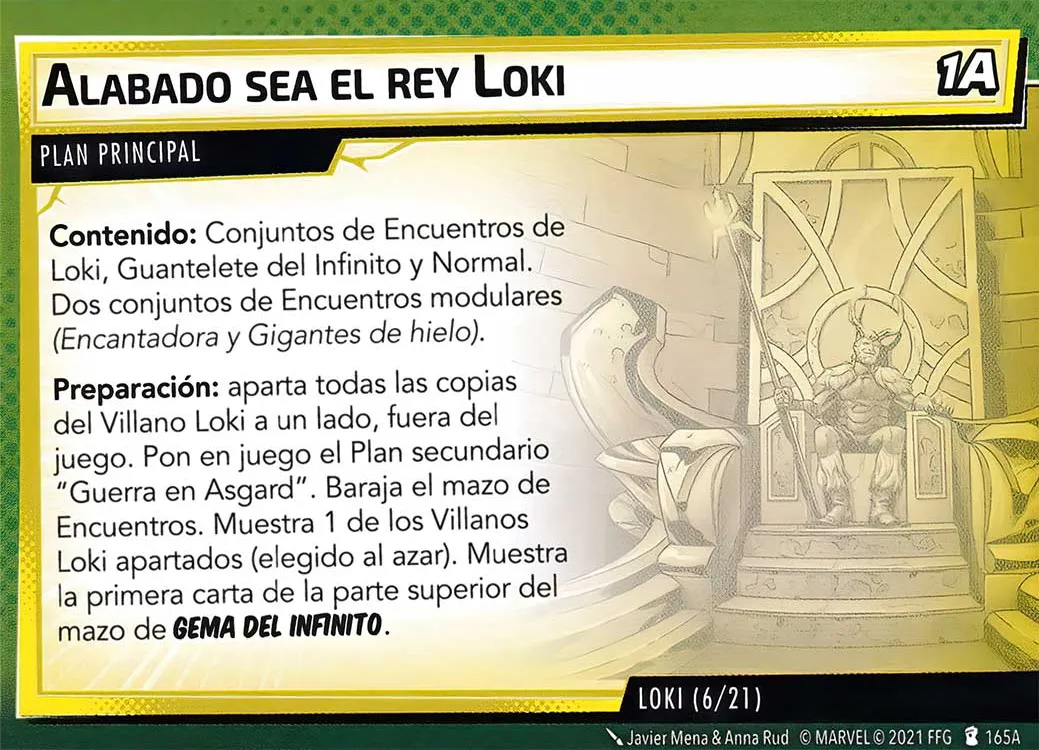 ALABADO SEA EL REY LOKI
1A
PLAN PRINCIPAL
Contenido: Conjuntos de Encuentros de
Loki, Guantelete del Infinito y Normal.
Dos conjuntos de Encuentros modulares
(Encantadora y Gigantes de hielo).
Preparación: aparta todas las copias
del Villano Loki a un lado, fuera del
juego. Pon en juego el Plan secundario
"Guerra en Asgard". Baraja el mazo de
Encuentros. Muestra 1 de los Villanos
Loki apartados (elegido al azar). Muestra
la primera carta de la parte superior del
mazo de GEMA DEL INFINITO.
LOKI (6/21)
Javier Mena & Anna Rud © MARVEL © 2021 FFG 165A